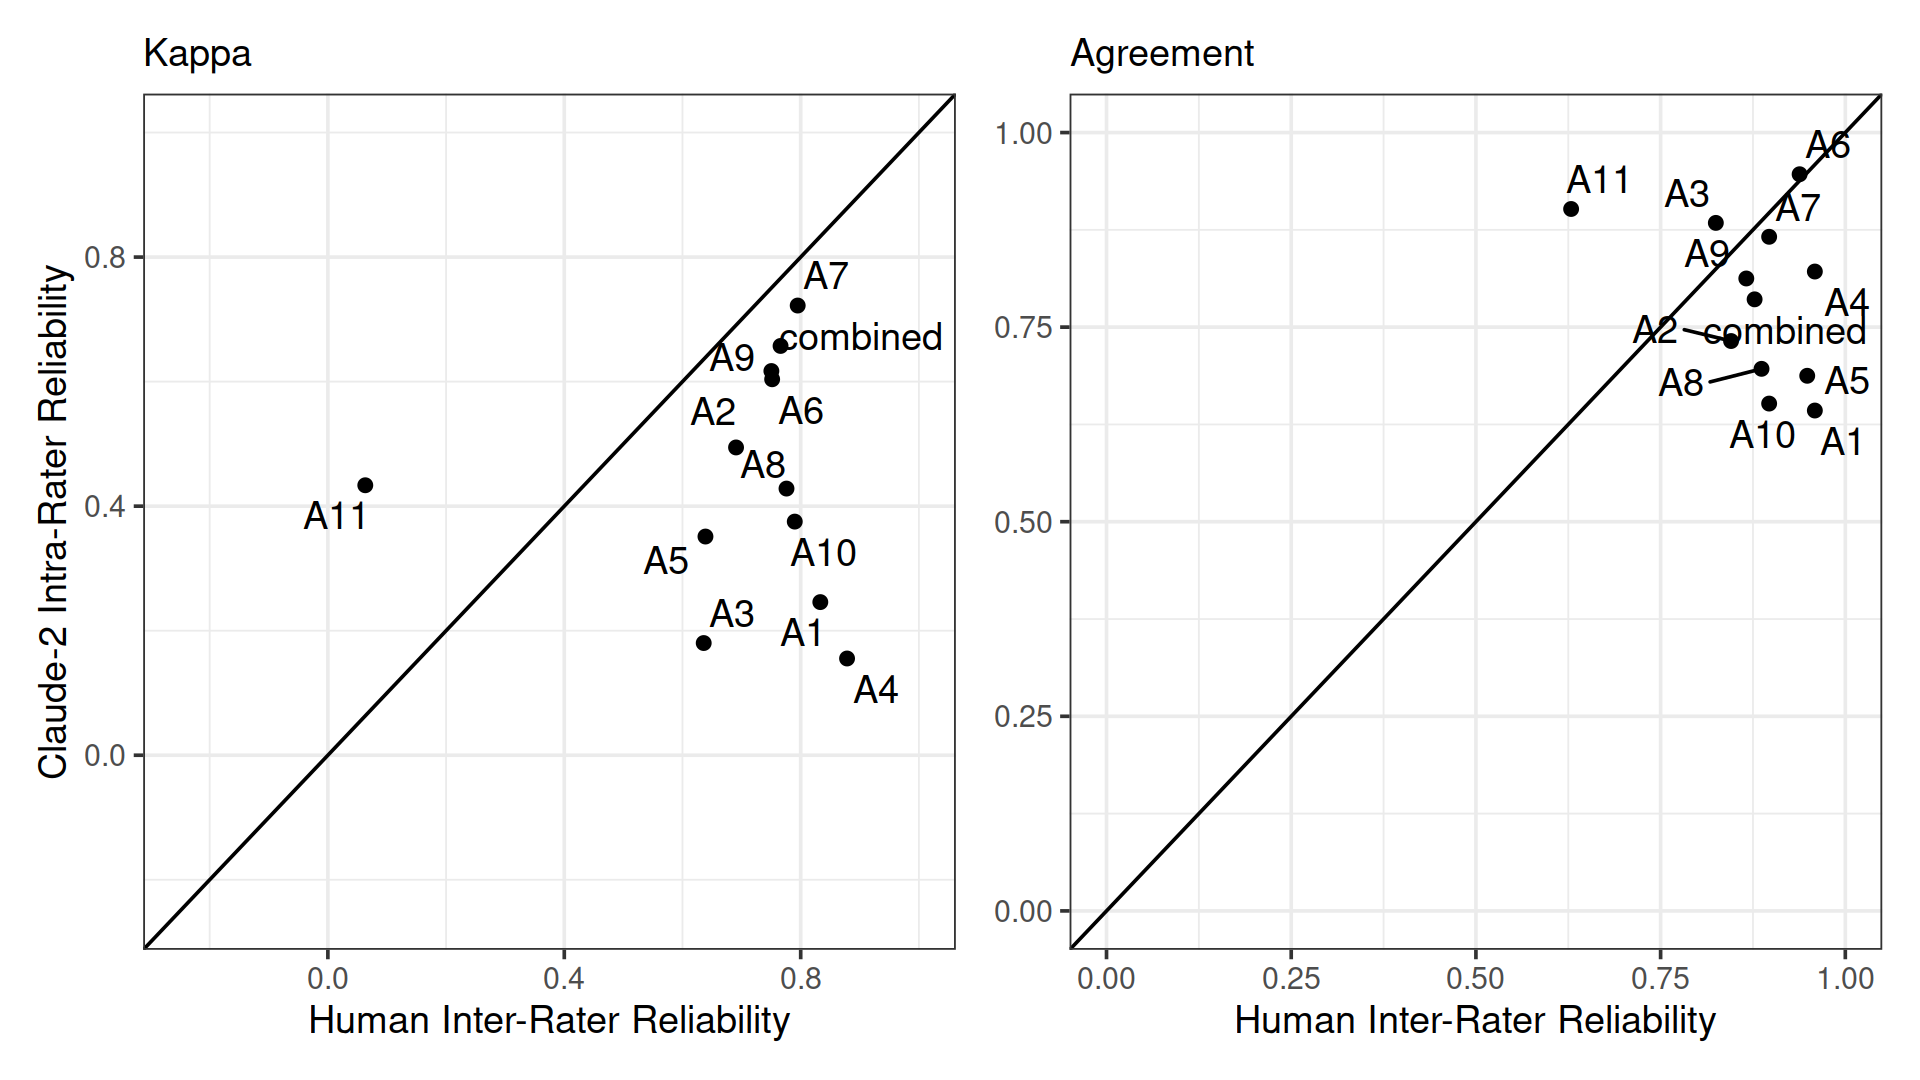 Kappa
Agreement
Claude-2 Intra-Rater Reliability
0.8
0.4
0.0
A7
combined
A9
A2
A6
A8
A11
A10
A5
A3
A1
A4
0.0
0.4
0.8
Human Inter-Rater Reliability
1.00
0.75
0.50
0.25
0.00
A6
A11
A3
A7
A9
A4
A2
combined
A8
A5
A10
A1
0.00
0.25
0.50
0.75
1.00
Human Inter-Rater Reliability